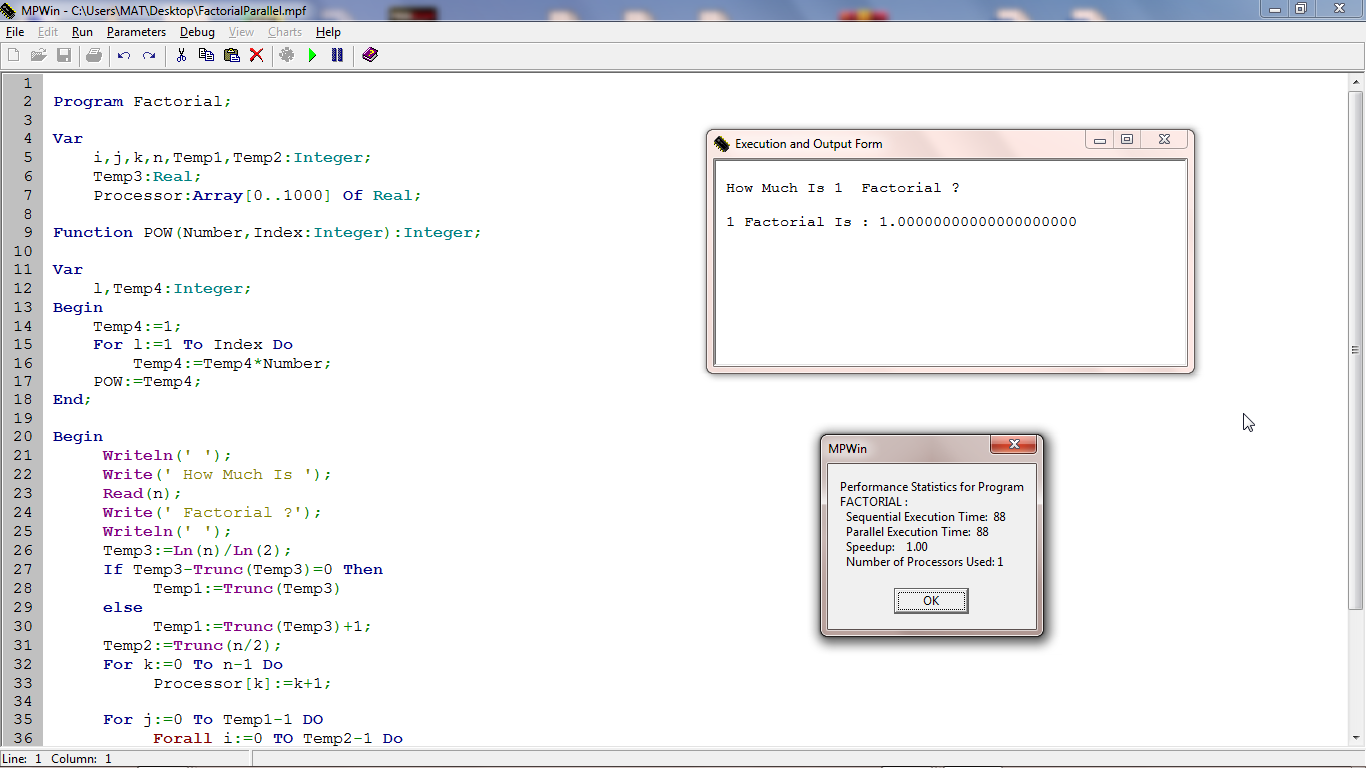 MPWin - C:\Users\MAT\Desktop\FactorialParallel.mpf
File Edit Run Parameters Debug View Charts Help
1
2 Program Factorial;
3
4 Var
5 i,j,k,n,Temp1,Temp2:Integer;
6 Temp3:Real;
7 Processor:Array[0..1000] Of Real;
8
9 Function POW(Number,Index:Integer):Integer;
10
11 Var
12 l,Temp4:Integer;
13 Begin
14 Temp4:=1;
15 For l:=1 To Index Do
16 Temp4:=Temp4*Number;
17 POW:=Temp4;
18 End;
19
20 Begin
21 Writeln(' ');
22 Write(' How Much Is ');
23 Read(n);
24 Write(' Factorial ?');
25 Writeln(' ');
26 Temp3:=Ln(n)/Ln(2);
27 If Temp3-Trunc(Temp3)=0 Then
28 Temp1:=Trunc(Temp3)
29 else
30 Temp1:=Trunc(Temp3)+1;
31 Temp2:=Trunc(n/2);
32 For k:=0 To n-1 Do
33 Processor[k]:=k+1;
34
35 For j:=0 To Temp1-1 DO
36 Forall i:=0 TO Temp2-1 Do
Execution and Output Form
How Much Is 1  Factorial ?
1 Factorial Is : 1.00000000000000000000
MPWin
Performance Statistics for Program
FACTORIAL :
Sequential Execution Time: 88
Parallel Execution Time: 88
Speedup: 1.00
Number of Processors Used: 1
OK
Line: 1 Column: 1